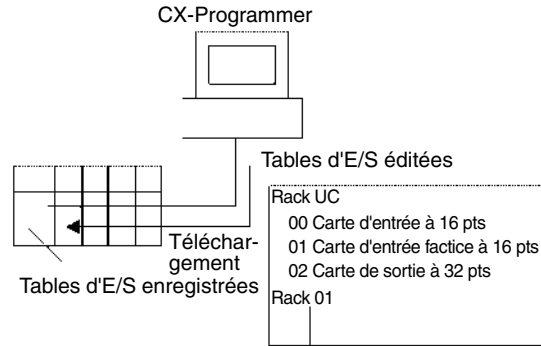 CX-Programmer
Tables d'E/S éditées
Téléchar-
gement
Tables d'E/S enregistrées
Rack UC
00 Carte d'entrée à 16 pts
01 Carte d'entrée factice à 16 pts
02 Carte de sortie à 32 pts
Rack 01